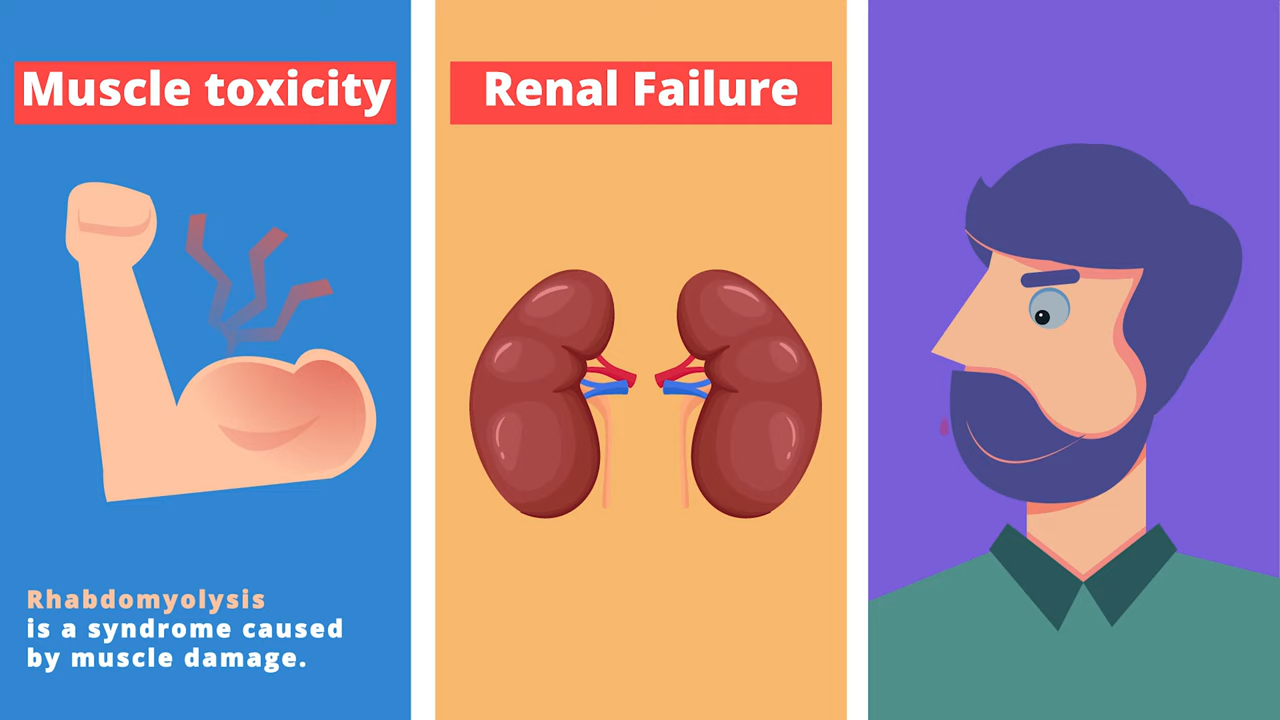 Muscle toxicity
Renal Failure
Rhabdomyolysis
is a syndrome caused
by muscle damage.